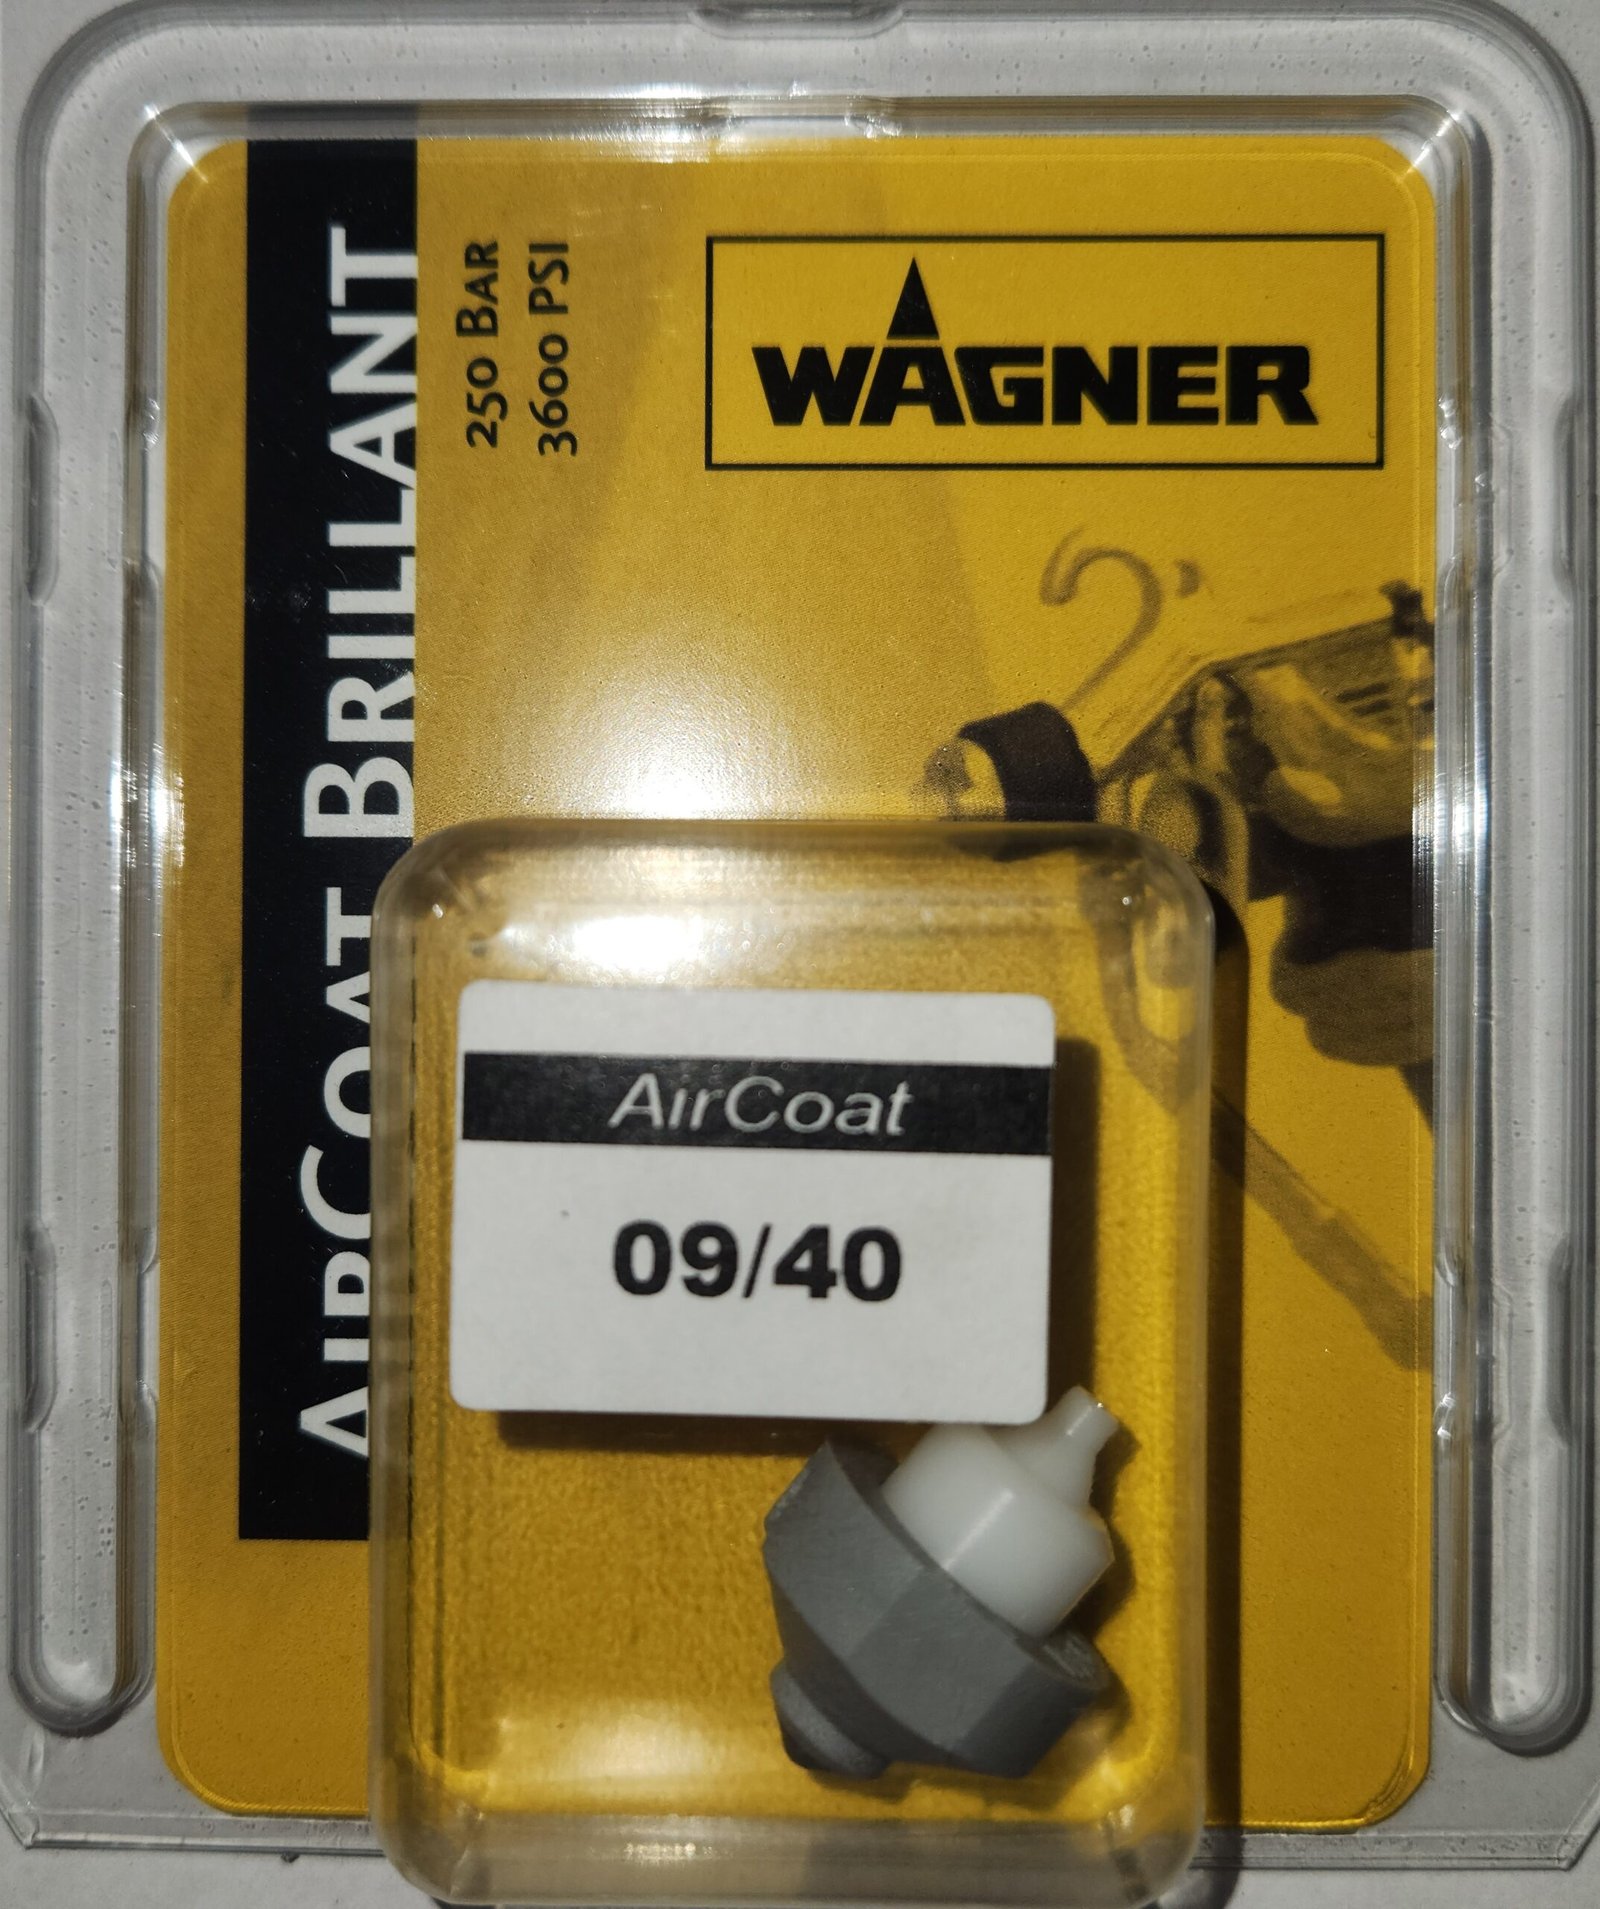 AIRCOAT BRILLANT
250 BAR
3600 PSI
WAGNER
AirCoat
09/40